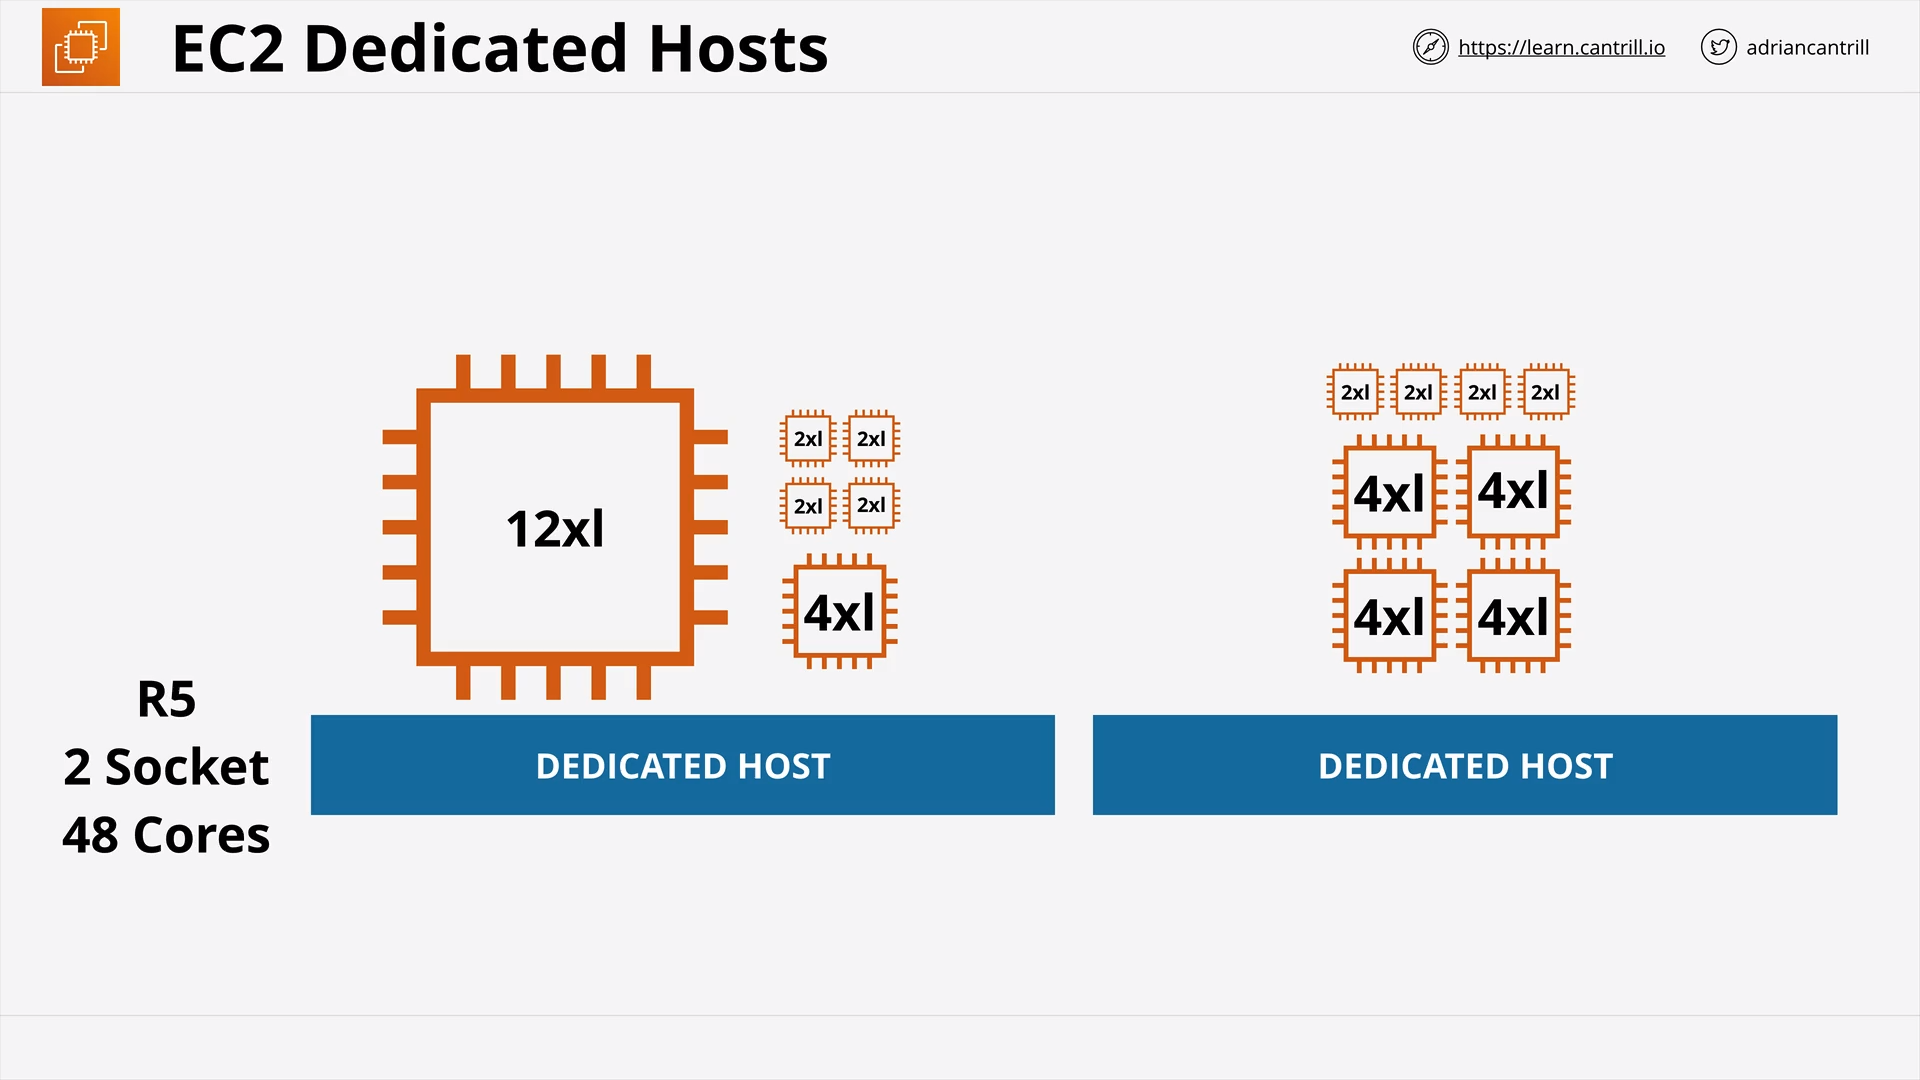 EC2 Dedicated Hosts
https://learn.cantrill.io
adriancantrill
12xl
2xl 2xl
2xl 2xl
4xl
2xl 2xl 2xl 2xl
4xl 4xl
4xl 4xl
R5
2 Socket
48 Cores
DEDICATED HOST
DEDICATED HOST